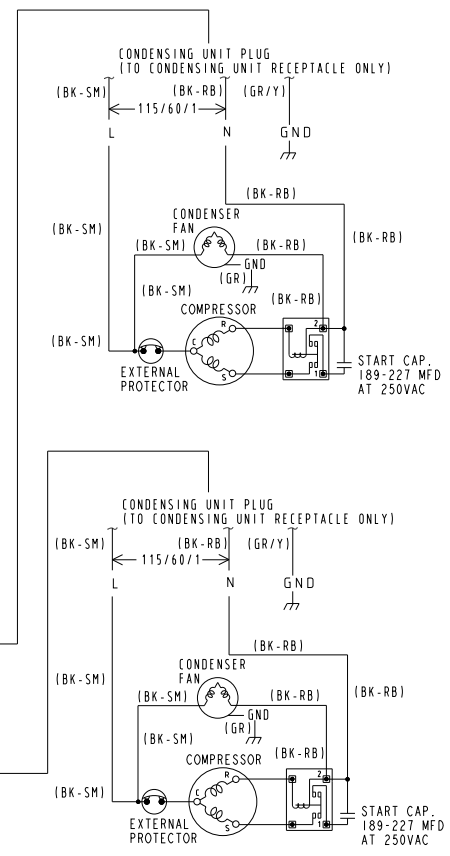 CONDENSING UNIT PLUG
(TO CONDENSING UNIT RECEPTACLE ONLY)
(BK-SM) (BK-RB) (GR/Y)
115/60/1
L N GND
(BK-RB)
(BK-SM) CONDENSER FAN (BK-RB)
(BK-SM) (BK-RB)
GND
(GR)
(BK-SM) (BK-RB)
COMPRESSOR
(BK-SM) C R S 2 1
EXTERNAL PROTECTOR
START CAP.
189-227 MFD
AT 250VAC
CONDENSING UNIT PLUG
(TO CONDENSING UNIT RECEPTACLE ONLY)
(BK-SM) (BK-RB) (GR/Y)
115/60/1
L N GND
(BK-RB)
(BK-SM) CONDENSER FAN (BK-RB)
(BK-SM) (BK-RB)
GND
(GR)
(BK-SM) (BK-RB)
COMPRESSOR
(BK-SM) C R S 2 1
EXTERNAL PROTECTOR
START CAP.
189-227 MFD
AT 250VAC